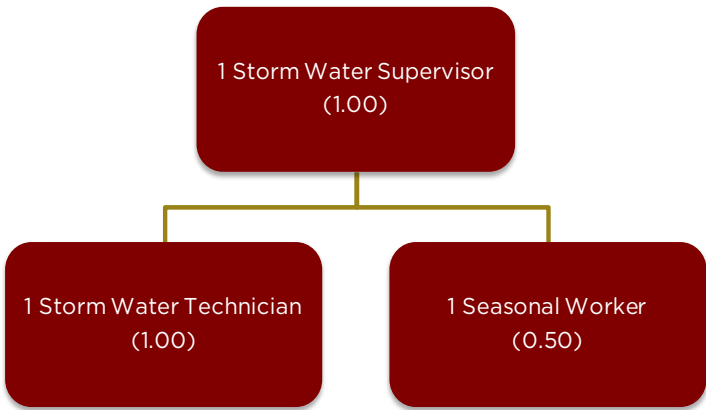 1 Storm Water Supervisor
(1.00)
1 Storm Water Technician
(1.00)
1 Seasonal Worker
(0.50)